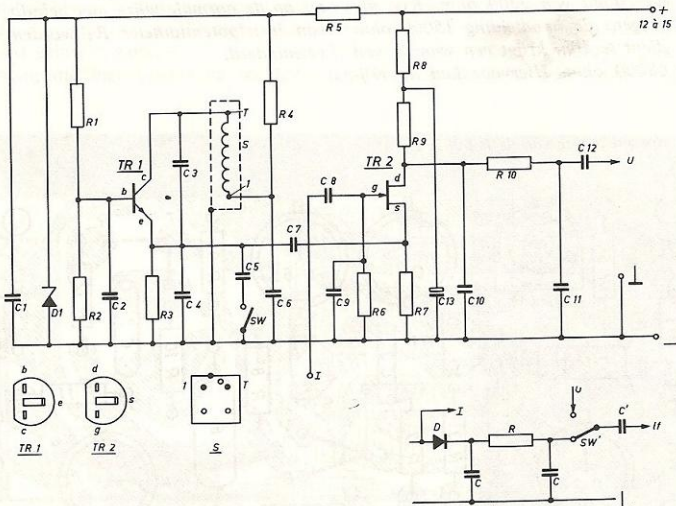 R5
+
12 à 15
R8
R1
R4
T
S
R9
TR 1
C3
1
TR 2
C12
c
d
R10
U
b
C8
g
e
s
C7
C5
C1
D1
R2
C2
R3
C4
SW
C6
C9
R6
R7
C13
C10
C11
I
b
d
1
T
e
s
c
g
TR 1
TR 2
S
I
U
D
R
C'
lf
SW'
C
C